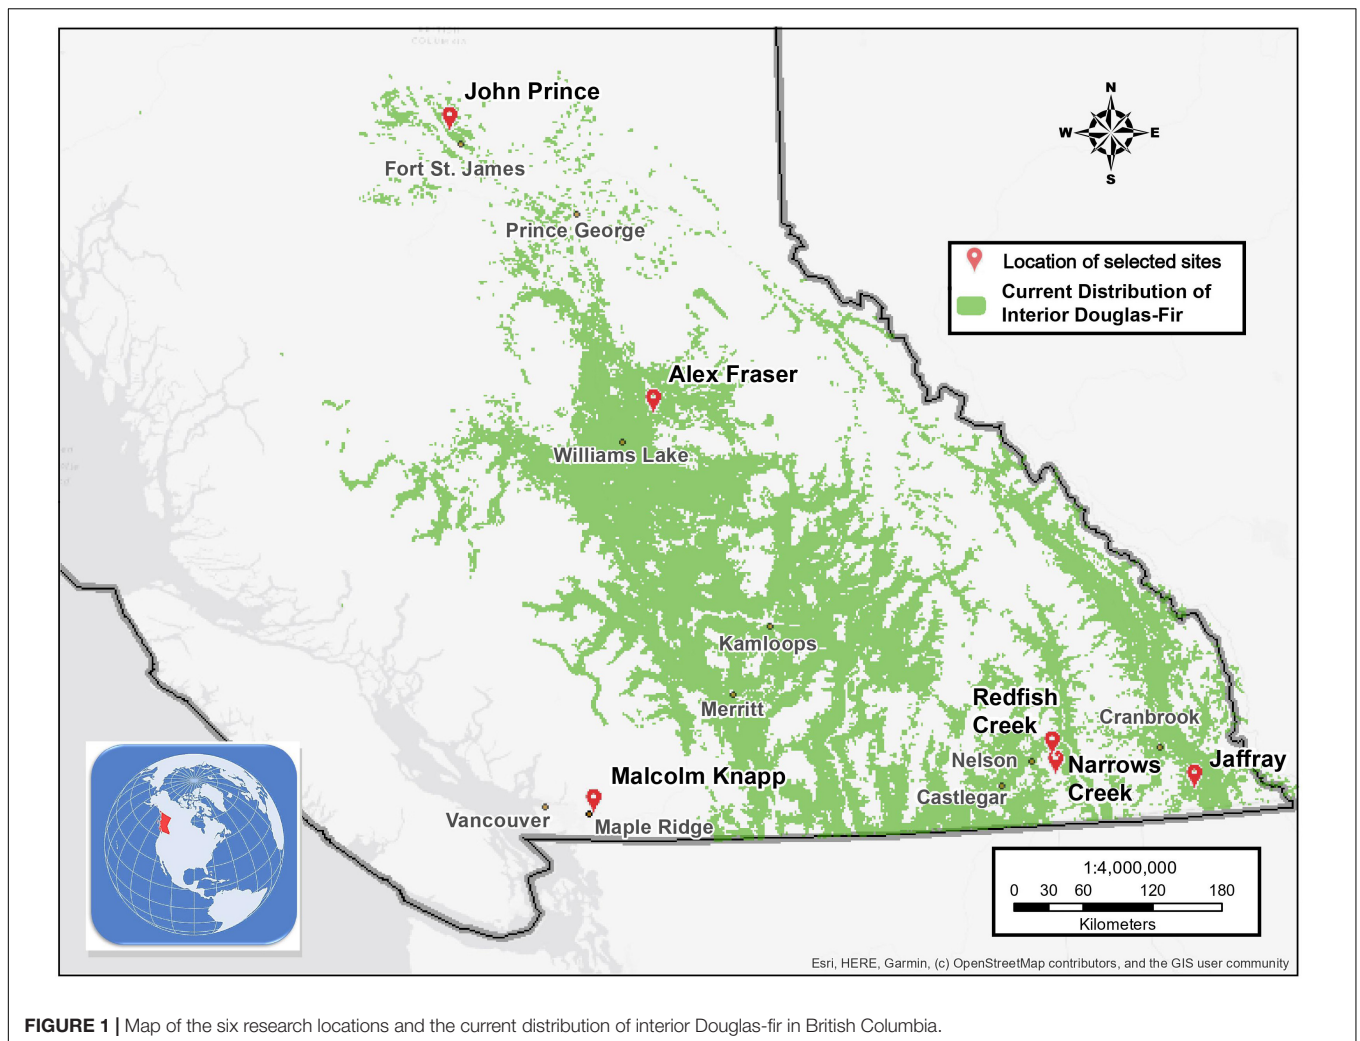 John Prince
Fort St. James
Prince George
N
W
E
S
Location of selected sites
Current Distribution of
Interior Douglas-Fir
Alex Fraser
Williams Lake
Kamloops
Merritt
Redfish
Creek
Cranbrook
Nelson
Narrows
Creek
Jaffray
Castlegar
Malcolm Knapp
Vancouver
Maple Ridge
1:4,000,000
0 30 60 120 180
Kilometers
Esri, HERE, Garmin, (c) OpenStreetMap contributors, and the GIS user community
FIGURE 1 | Map of the six research locations and the current distribution of interior Douglas-fir in British Columbia.